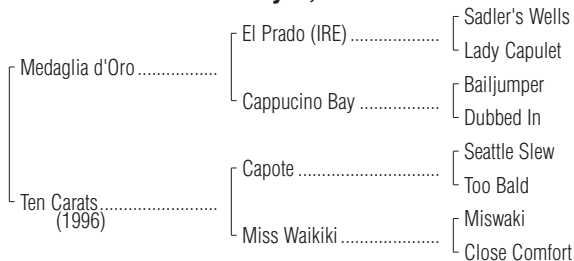 Sadler's Wells
El Prado (IRE) ....................
Lady Capulet
Medaglia d'Oro ..................
Bailjumper
Cappucino Bay ..................
Dubbed In
Seattle Slew
Capote ................................
Too Bald
Ten Carats ..........................
(1996)
Miswaki
Miss Waikiki ......................
Close Comfort